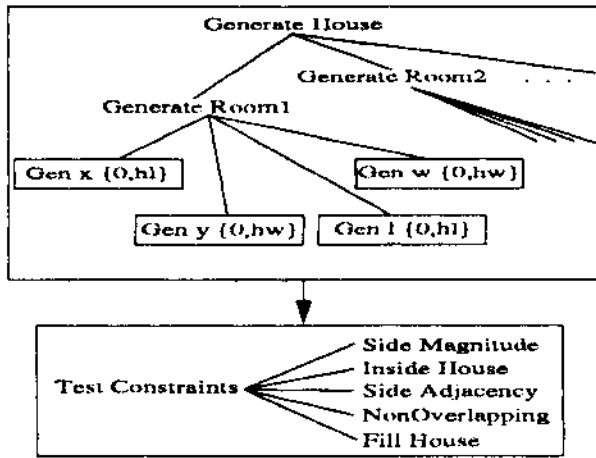 Generate House
Generate Room2 . . .
Generate Room1
Gen x {0,hl}
Gen w {0,hw}
Gen y {0,hw}
Gen l {0,hl}
Side Magnitude
Inside House
Test Constraints
Side Adjacency
NonOverlapping
Fill House